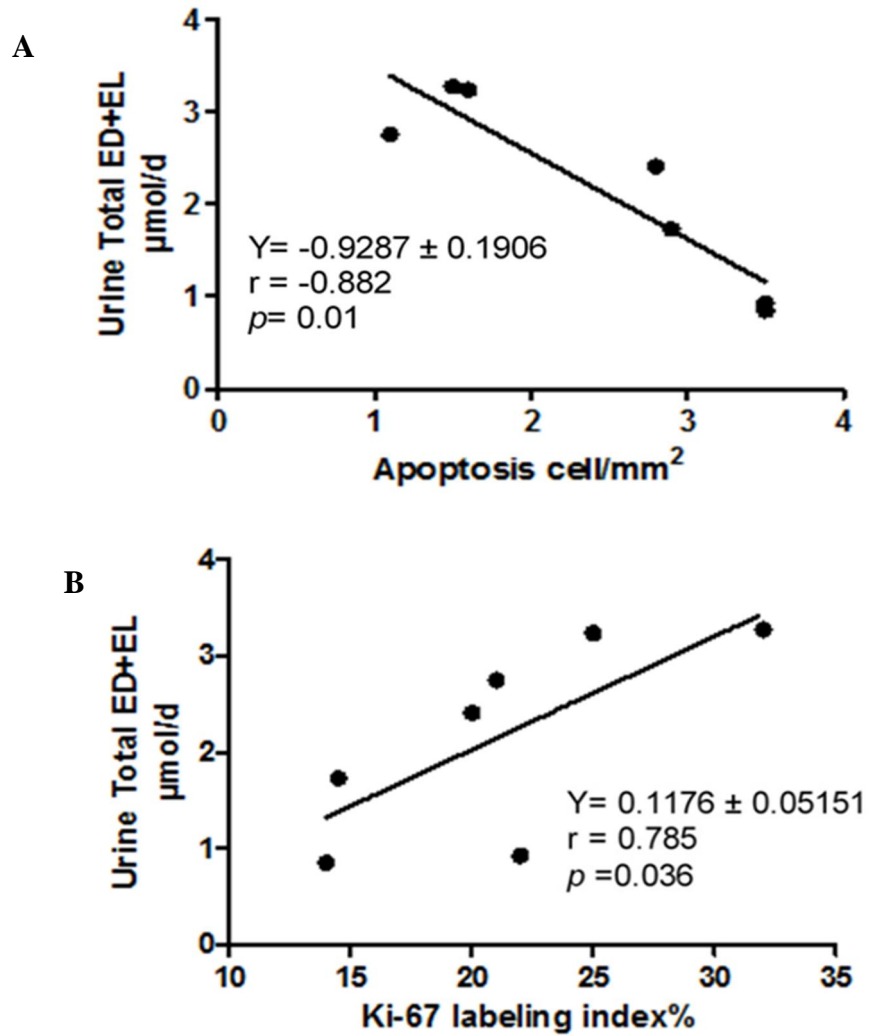 A
Urine Total ED+EL
µmol/d
4
3
2
1
0
Y= -0.9287 ± 0.1906
r = -0.882
p= 0.01
0 1 2 3 4
Apoptosis cell/mm²
B
Urine Total ED+EL
µmol/d
4
3
2
1
0
Y= 0.1176 ± 0.05151
r = 0.785
p =0.036
10 15 20 25 30 35
Ki-67 labeling index%